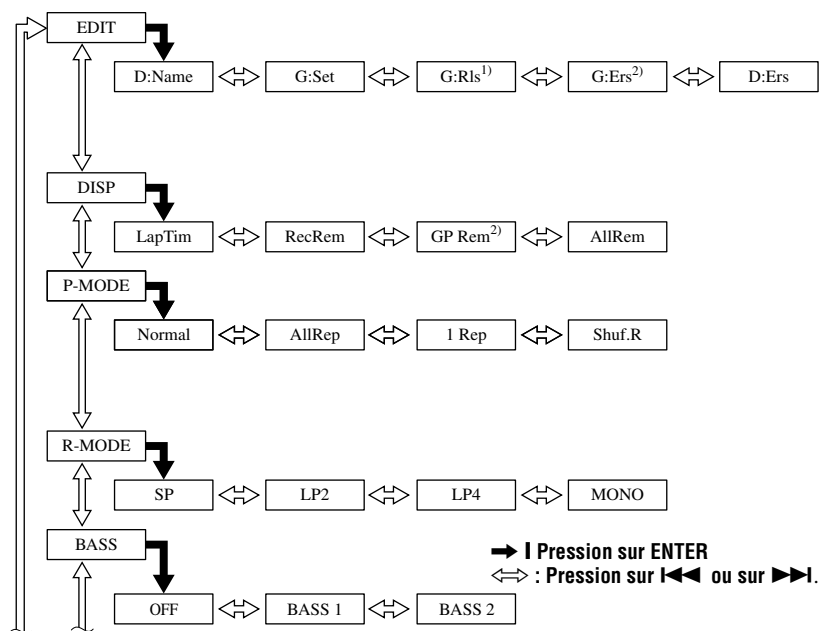 EDIT
D:Name G:Set G:Rls1) G:Ers2) D:Ers
DISP
LapTim RecRem GP Rem2) AllRem
P-MODE
Normal AllRep 1 Rep Shuf.R
R-MODE
SP LP2 LP4 MONO
BASS
Pression sur ENTER
: Pression sur ou sur .
OFF BASS 1 BASS 2